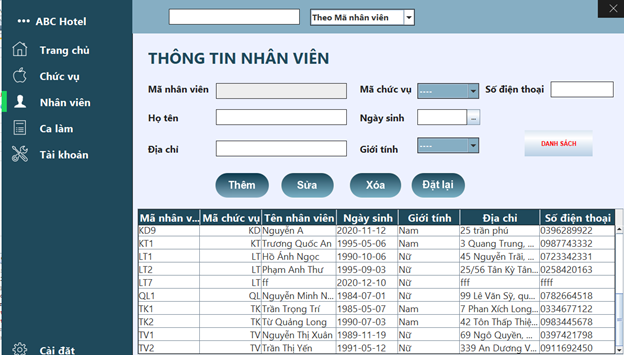 ••• ABC Hotel
Theo Mã nhân viên
Trang chủ
Chức vụ
Nhân viên
Ca làm
Tài khoản
Cài đặt
THÔNG TIN NHÂN VIÊN
Mã nhân viên Mã chức vụ ---- Số điện thoại
Họ tên Ngày sinh ...
Địa chỉ Giới tính ---- DANH SÁCH
Thêm Sửa Xóa Đặt lại
Mã nhân v... Mã chức vụ Tên nhân viên Ngày sinh Giới tính Địa chỉ Số điện thoại
KD9 KD Nguyễn A 2020-11-12 Nam 25 trần phú 0396289922
KT1 KT Trương Quốc An 1995-05-06 Nam 3 Quang Trung, ... 0987743332
LT1 LT Hồ Ánh Ngọc 1990-10-06 Nữ 45 Nguyễn Trãi, ... 0723342331
LT2 LT Phạm Anh Thư 1995-09-03 Nữ 25/56 Tân Kỳ Tân... 0258420163
LT7 LT ff 2020-12-10 Nữ fff ffff
QL1 QL Nguyễn Minh N... 1984-07-01 Nữ 99 Lê Văn Sỹ, qu... 0782664518
TK1 TK Trần Trọng Trí 1985-05-07 Nam 7 Phan Xích Long... 0334677122
TK2 TK Từ Quảng Long 1990-07-03 Nam 42 Tôn Thấp Thiệ... 0983445678
TV1 TV Nguyễn Thị Xuân 1989-11-19 Nữ 69 Ngô Quyền, ... 0397421798
TV2 TV Trần Thị Yến 1991-05-12 Nữ 339 An Dương V... 0911692450